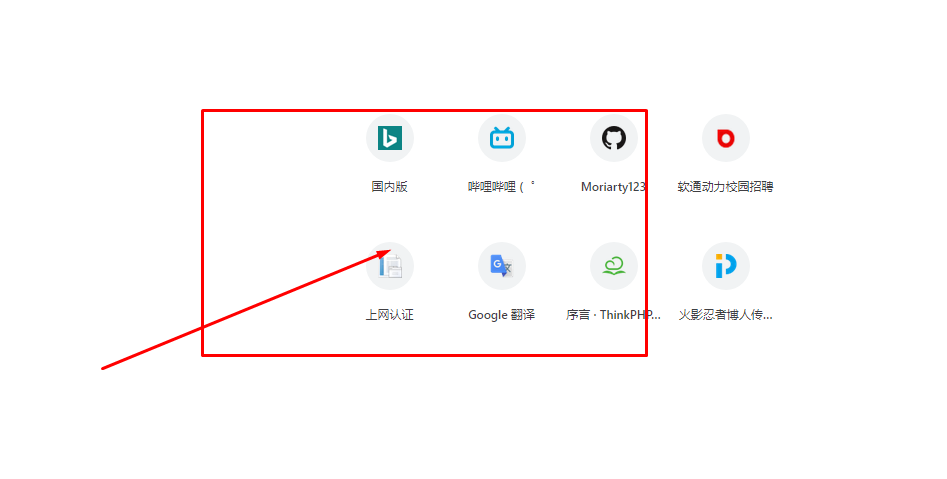 国内版
哔哩哔哩 (゜
Moriarty123
软通动力校园招聘
上网认证
Google 翻译
序言 · ThinkPHP...
火影忍者博人传...